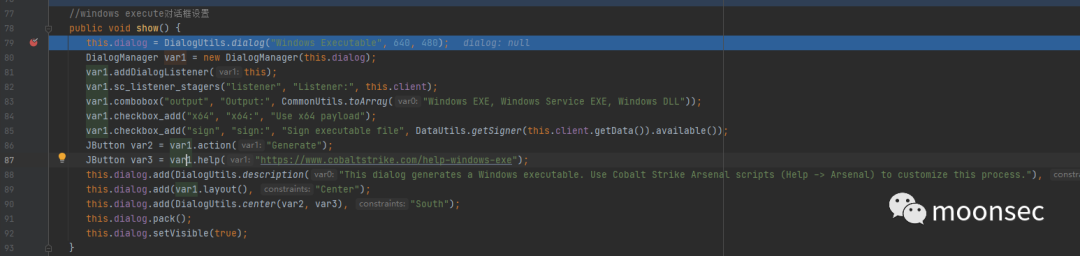 77 //windows execute对话框设置
78 public void show() {
79 this.dialog = DialogUtils.dialog("Windows Executable", 640, 480); dialog: null
80 DialogManager var1 = new DialogManager(this.dialog);
81 var1.addDialogListener( var1: this);
82 var1.sc_listener_stagers("listener", "Listener:", this.client);
83 var1.combobox("output", "Output:", CommonUtils.toArray( var0: "Windows EXE, Windows Service EXE, Windows DLL"));
84 var1.checkbox_add("x64", "x64:", "Use x64 payload");
85 var1.checkbox_add("sign", "sign:", "Sign executable file", DataUtils.getSigner(this.client.getData()).available());
86 JButton var2 = var1.action( var1: "Generate");
87 JButton var3 = var1.help( var1: "https://www.cobaltstrike.com/help-windows-exe");
88 this.dialog.add(DialogUtils.description( var0: "This dialog generates a Windows executable. Use Cobalt Strike Arsenal scripts (Help -> Arsenal) to customize this process."),
89 this.dialog.add(var1.layout(), constraints: "Center");
90 this.dialog.add(DialogUtils.center(var2, var3), constraints: "South");
91 this.dialog.pack();
92 this.dialog.setVisible(true);
93 }
moonsec